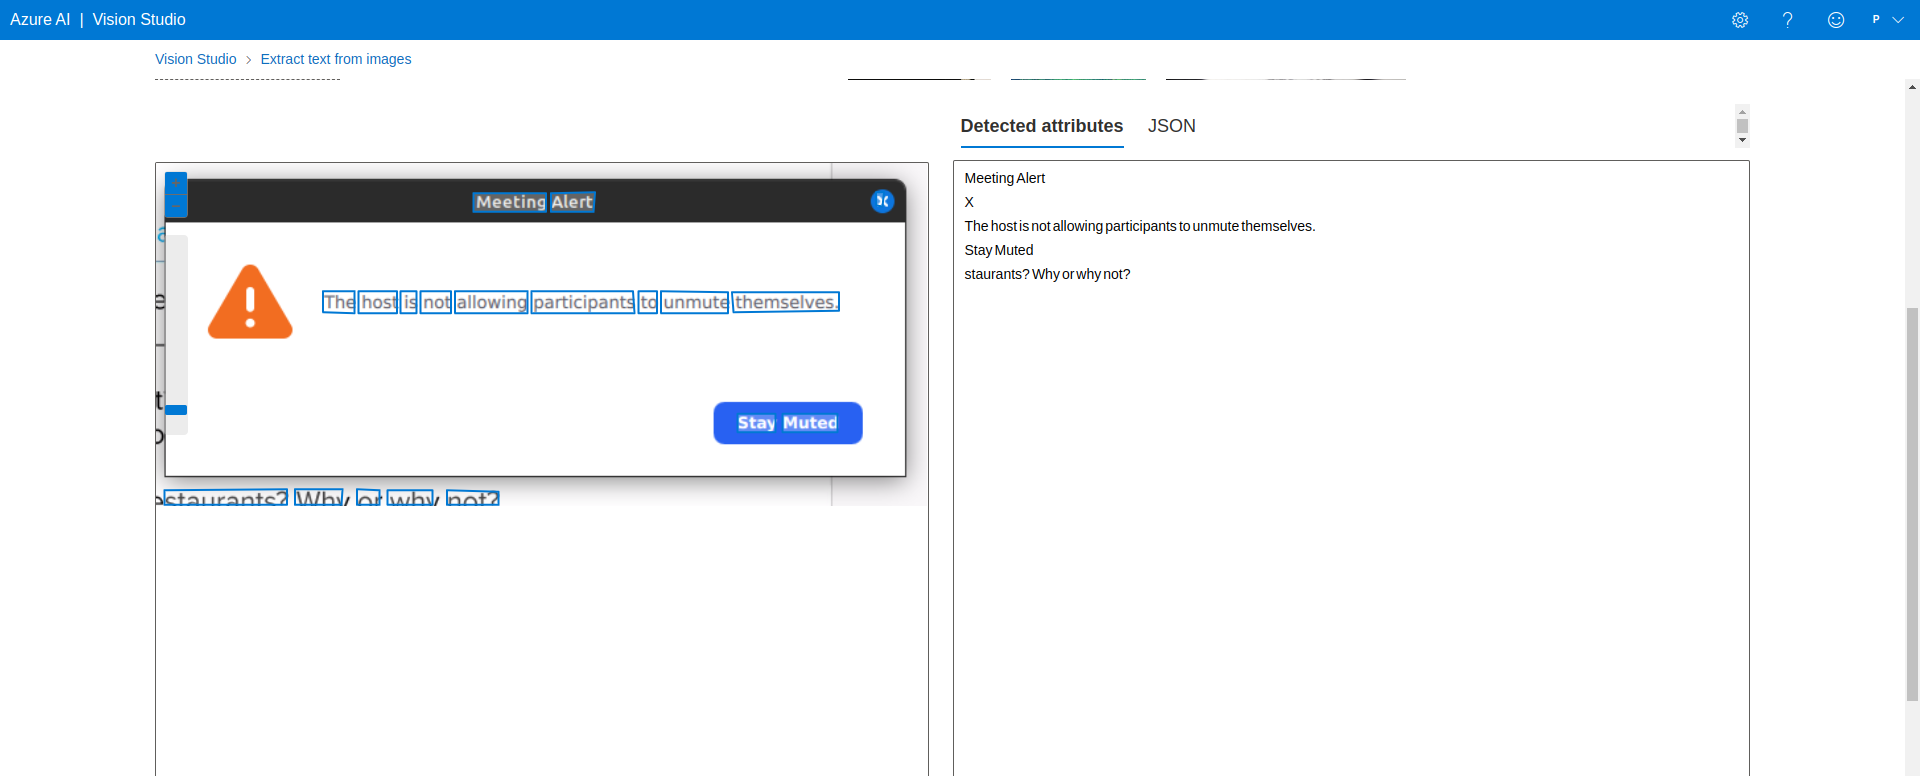 Azure AI | Vision Studio
P
Vision Studio > Extract text from images
Detected attributes JSON
Meeting Alert
The host is not allowing participants to unmute themselves.
Stay Muted
estaurants? Why or why not?
Meeting Alert
X
The host is not allowing participants to unmute themselves.
Stay Muted
staurants? Why or why not?